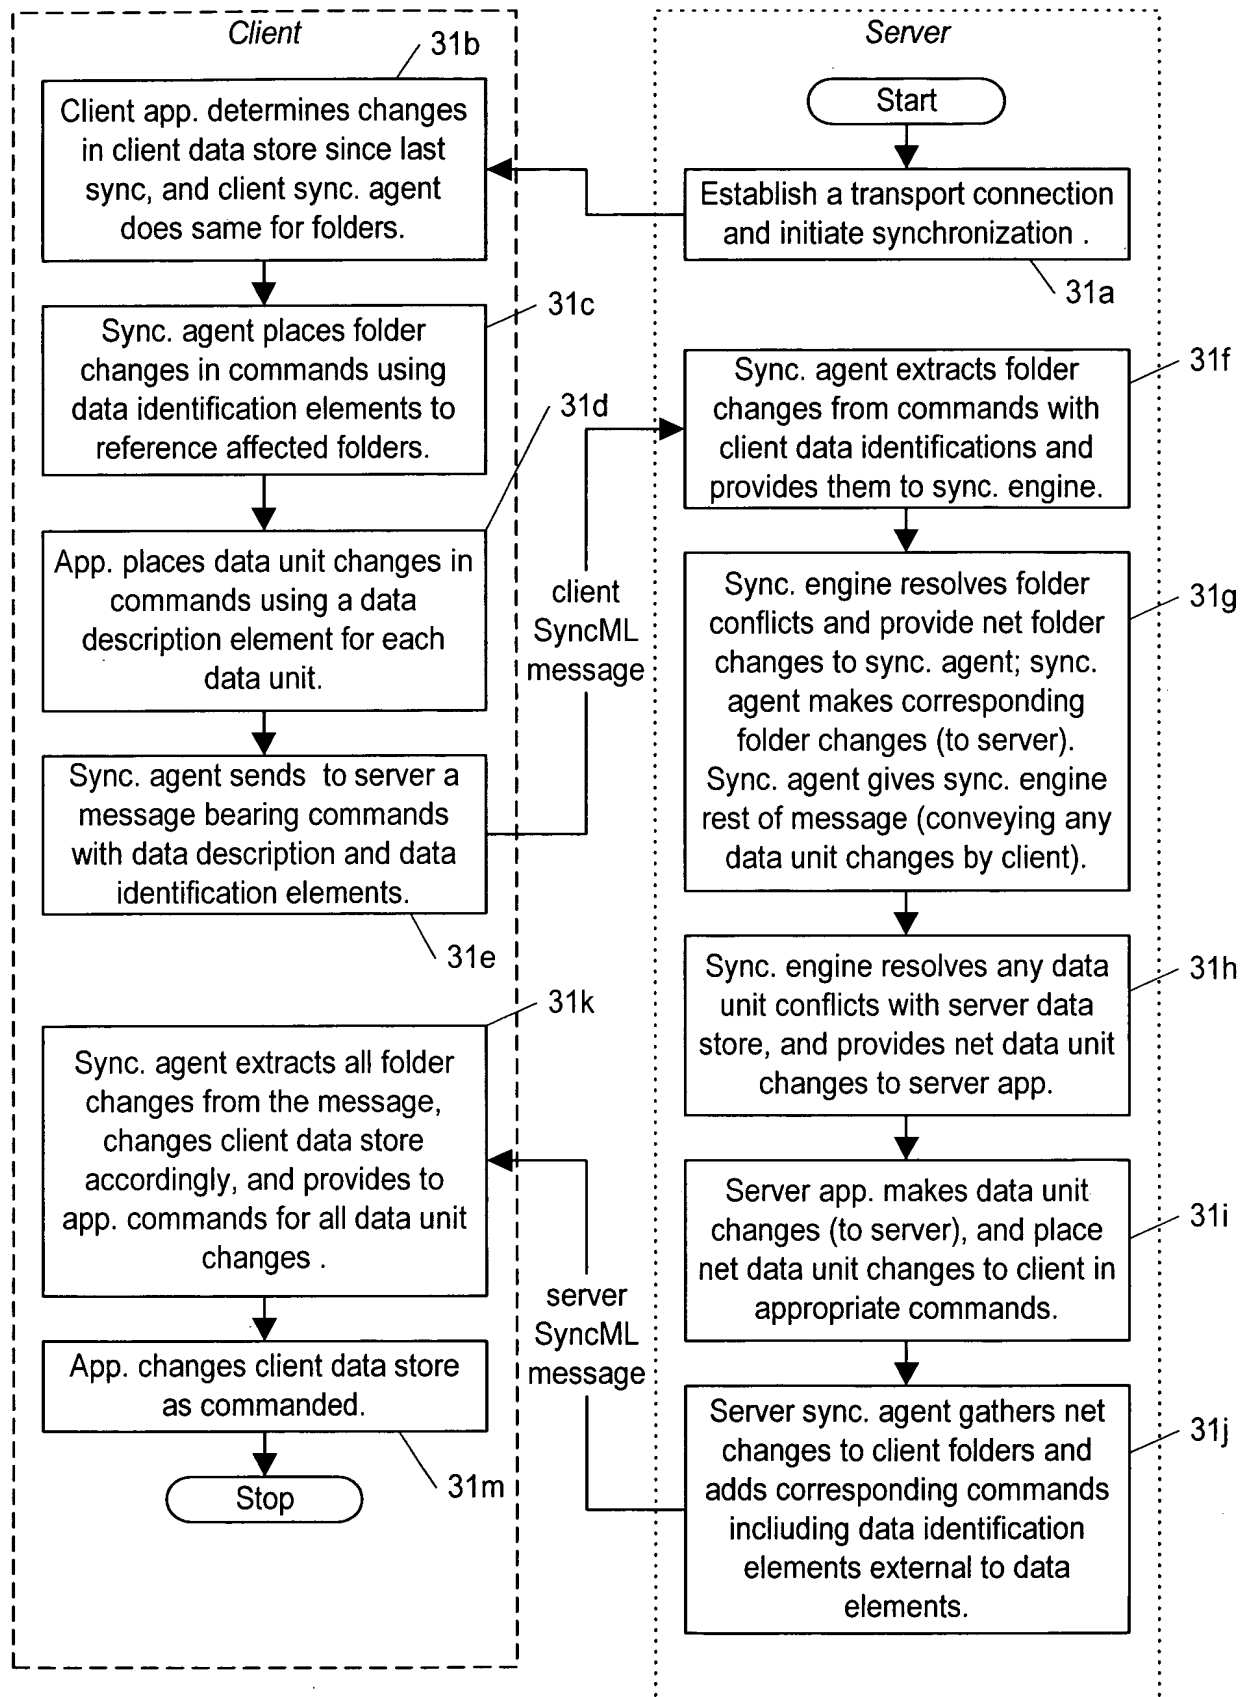 Client
31b
Client app. determines changes
in client data store since last
sync, and client sync. agent
does same for folders.
31c
Sync. agent places folder
changes in commands using
data identification elements to
reference affected folders.
31d
App. places data unit changes in
commands using a data
description element for each
data unit.
Sync. agent sends to server a
message bearing commands
with data description and data
identification elements.
31e
31k
Sync. agent extracts all folder
changes from the message,
changes client data store
accordingly, and provides to
app. commands for all data unit
changes .
App. changes client data store
as commanded.
31m
Stop
client
SyncML
message
server
SyncML
message
Server
Start
Establish a transport connection
and initiate synchronization .
31a
31f
Sync. agent extracts folder
changes from commands with
client data identifications and
provides them to sync. engine.
31g
Sync. engine resolves folder
conflicts and provide net folder
changes to sync. agent; sync.
agent makes corresponding
folder changes (to server).
Sync. agent gives sync. engine
rest of message (conveying any
data unit changes by client).
31h
Sync. engine resolves any data
unit conflicts with server data
store, and provides net data unit
changes to server app.
31i
Server app. makes data unit
changes (to server), and place
net data unit changes to client in
appropriate commands.
31j
Server sync. agent gathers net
changes to client folders and
adds corresponding commands
incliuding data identification
elements external to data
elements.